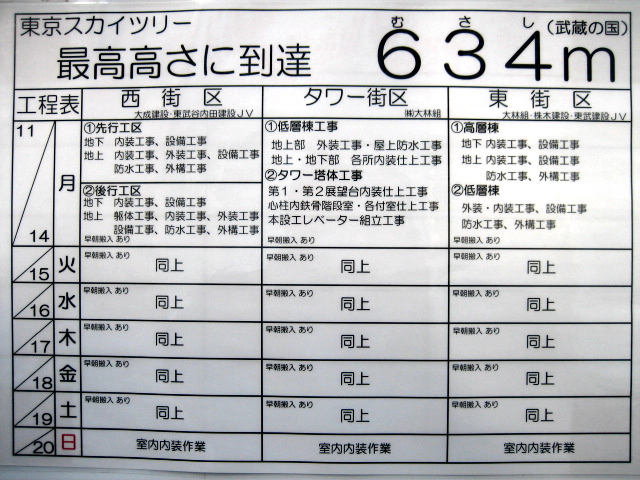 東京スカイツリー
最高高さに到達
む さ し
634m
(武蔵の国)
工程表
西 街 区
大成建設・東武谷内田建設JV
タワー街区
㈱大林組
東 街 区
大林組・株木建設・東武建設JV
11
14
月
①先行工区
地下 内装工事、設備工事
地上 内装工事、外装工事、設備工事
防水工事、外構工事
②後行工区
地下 内装工事、設備工事
地上 躯体工事、内装工事、外装工事
設備工事、防水工事、外構工事
早朝搬入 あり
①低層棟工事
地上部 外装工事・屋上防水工事
地上・地下部 各所内装仕上工事
②タワー塔体工事
第1・第2展望台内装仕上工事
心柱内鉄骨階段室・各付室仕上工事
本設エレベーター組立工事
早朝搬入 あり
①高層棟
地下 内装工事、設備工事
地上 内装工事、設備工事
防水工事、外構工事
②低層棟
外装・内装工事、設備工事
防水工事、外構工事
早朝搬入 あり
15 火
早朝搬入 あり 同上
早朝搬入 あり 同上
早朝搬入 あり 同上
16 水
早朝搬入 あり 同上
早朝搬入 あり 同上
早朝搬入 あり 同上
17 木
早朝搬入 あり 同上
早朝搬入 あり 同上
早朝搬入 あり 同上
18 金
早朝搬入 あり 同上
早朝搬入 あり 同上
早朝搬入 あり 同上
19 土
早朝搬入 あり 同上
早朝搬入 あり 同上
早朝搬入 あり 同上
20 日
室内内装作業
室内内装作業
室内内装作業